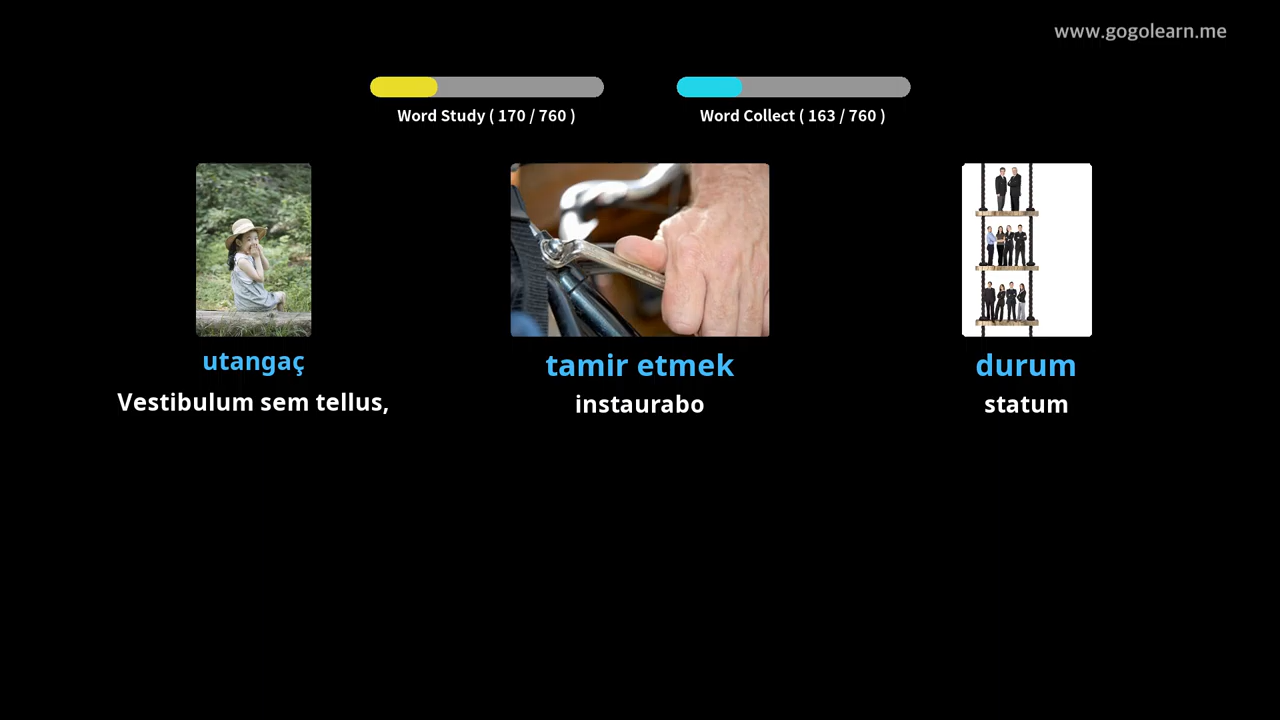 www.gogolearn.me
Word Study ( 170 / 760 )
Word Collect ( 163 / 760 )
utangaç
Vestibulum sem tellus,
tamir etmek
instaurabo
durum
statum